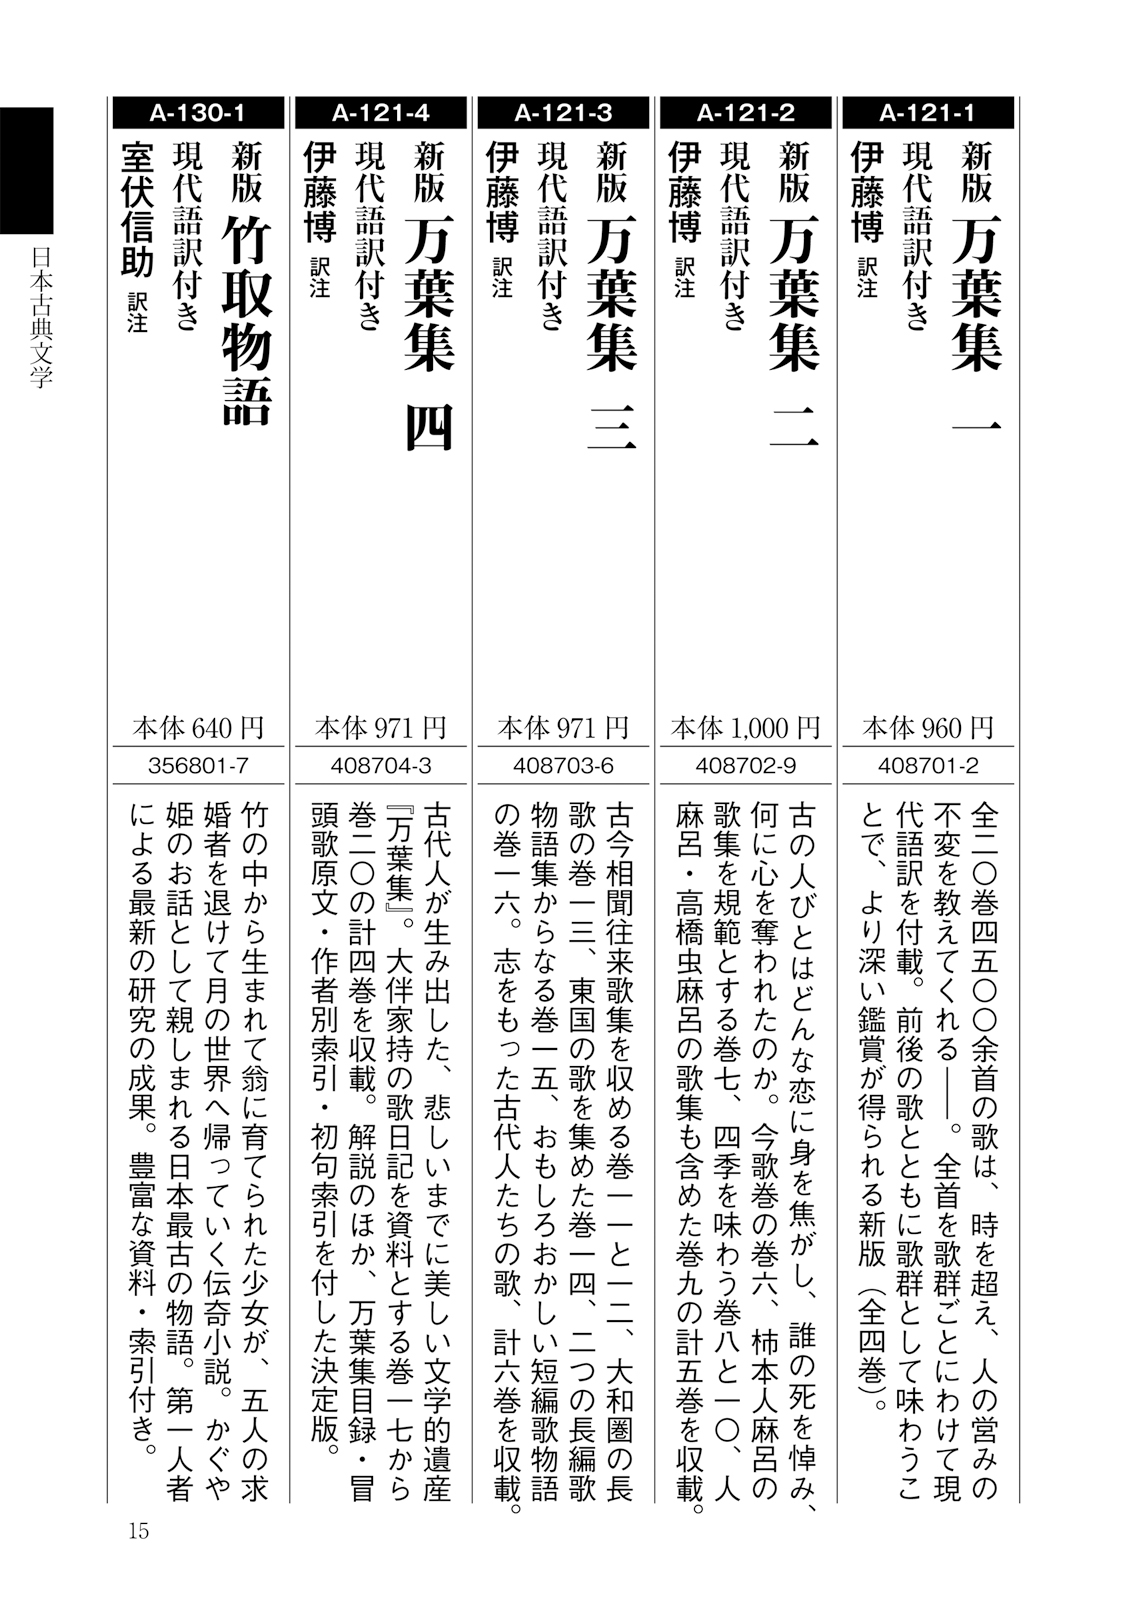 日本古典文学
A-121-1
新版 万葉集 一
現代語訳付き
伊藤博 訳注
本体 960 円
408701-2
全二〇巻四五〇〇余首の歌は、時を超え、人の営みの
不変を教えてくれる――。全首を歌群ごとにわけて現
代語訳を付載。前後の歌とともに歌群として味わうこ
とで、より深い鑑賞が得られる新版（全四巻）。
A-121-2
新版 万葉集 二
現代語訳付き
伊藤博 訳注
本体 1,000 円
408702-9
古の人びとはどんな恋に身を焦がし、誰の死を悼み、
何に心を奪われたのか。今歌巻の巻六、柿本人麻呂の
歌集を規範とする巻七、四季を味わう巻八と一〇、人
麻呂・高橋虫麻呂の歌集も含めた巻九の計五巻を収載。
A-121-3
新版 万葉集 三
現代語訳付き
伊藤博 訳注
本体 971 円
408703-6
古今相聞往来歌集を収める巻一一と一二、大和圏の長
歌の巻一三、東国の歌を集めた巻一四、二つの長編歌
物語集からなる巻一五、おもしろおかしい短編歌物語
の巻一六。志をもった古代人たちの歌、計六巻を収載。
A-121-4
新版 万葉集 四
現代語訳付き
伊藤博 訳注
本体 971 円
408704-3
古代人が生み出した、悲しいまでに美しい文学的遺産
『万葉集』。大伴家持の歌日記を資料とする巻一七から
巻二〇の計四巻を収載。解説のほか、万葉集目録・冒
頭歌原文・作者別索引・初句索引を付した決定版。
A-130-1
新版 竹取物語
現代語訳付き
室伏信助 訳注
本体 640 円
356801-7
竹の中から生まれて翁に育てられた少女が、五人の求
婚者を退けて月の世界へ帰っていく伝奇小説。かぐや
姫のお話として親しまれる日本最古の物語。第一人者
による最新の研究の成果。豊富な資料・索引付き。
15